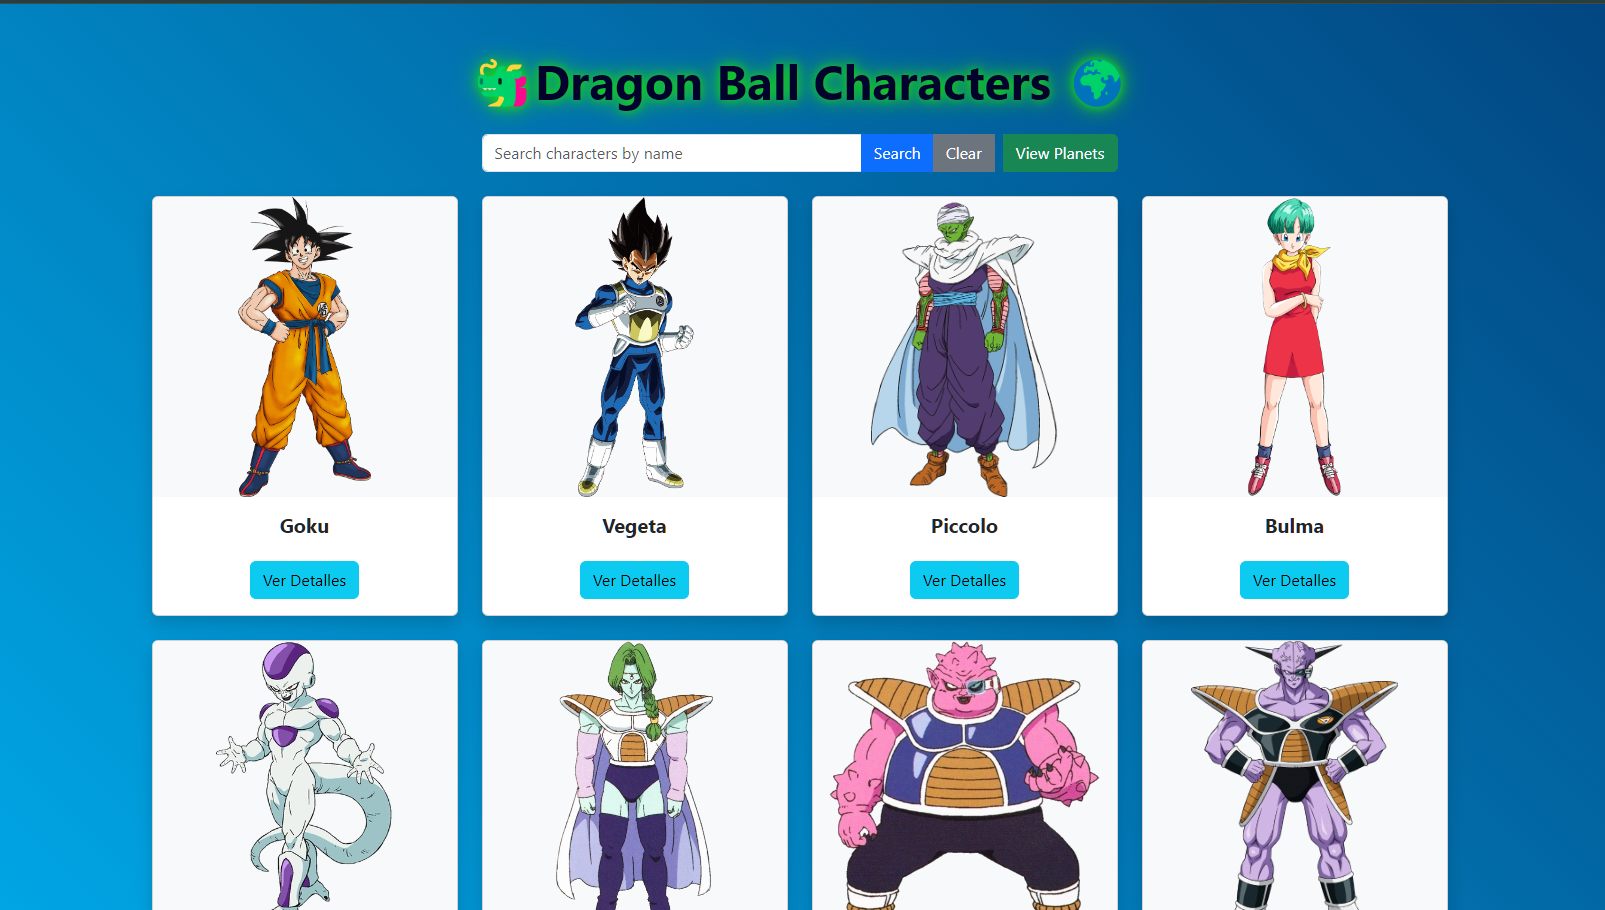 Dragon Ball Characters
Search characters by name
Search
Clear
View Planets
Goku
Vegeta
Piccolo
Bulma
Ver Detalles
Ver Detalles
Ver Detalles
Ver Detalles